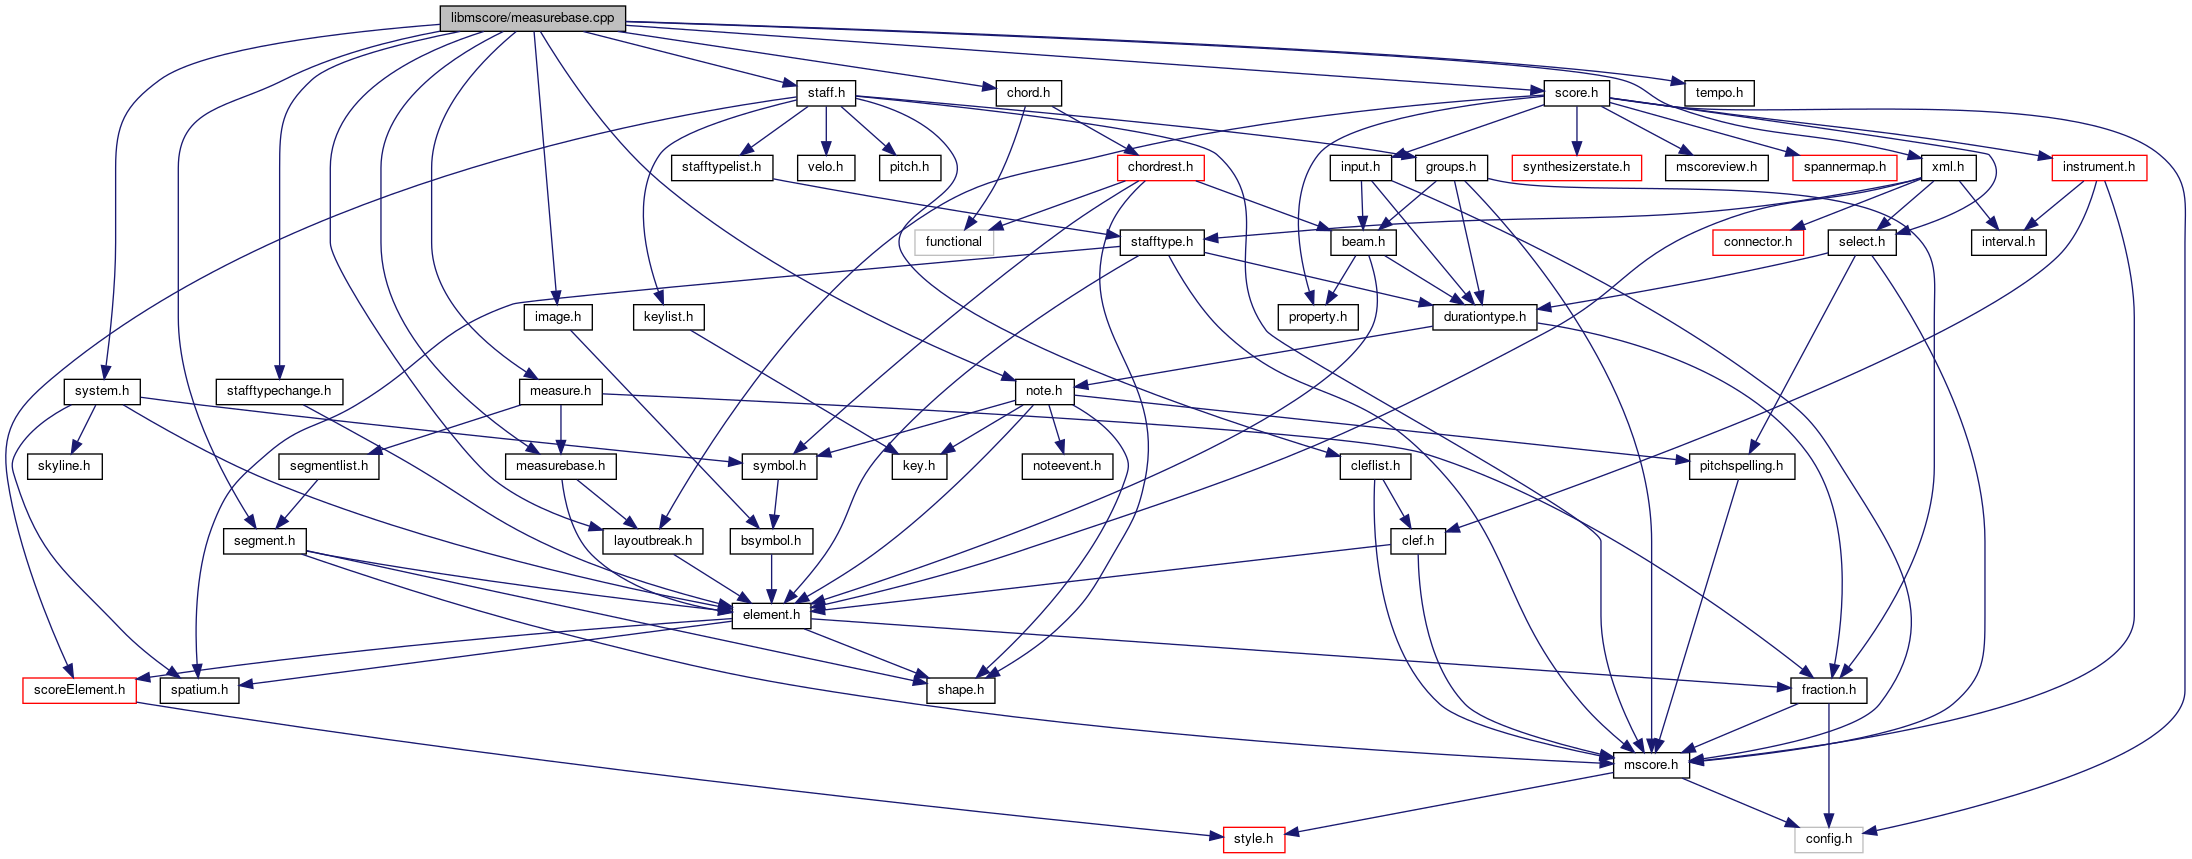 libmscore/measurebase.cpp
staff.h
chord.h
score.h
tempo.h
stafftypelist.h
velo.h
pitch.h
chordrest.h
input.h
groups.h
synthesizerstate.h
mscoreview.h
spannermap.h
xml.h
instrument.h
functional
stafftype.h
beam.h
connector.h
select.h
interval.h
image.h
keylist.h
property.h
durationtype.h
system.h
stafftypechange.h
measure.h
note.h
skyline.h
segmentlist.h
measurebase.h
symbol.h
key.h
noteevent.h
cleflist.h
pitchspelling.h
segment.h
layoutbreak.h
bsymbol.h
clef.h
element.h
scoreElement.h
spatium.h
shape.h
fraction.h
mscore.h
style.h
config.h